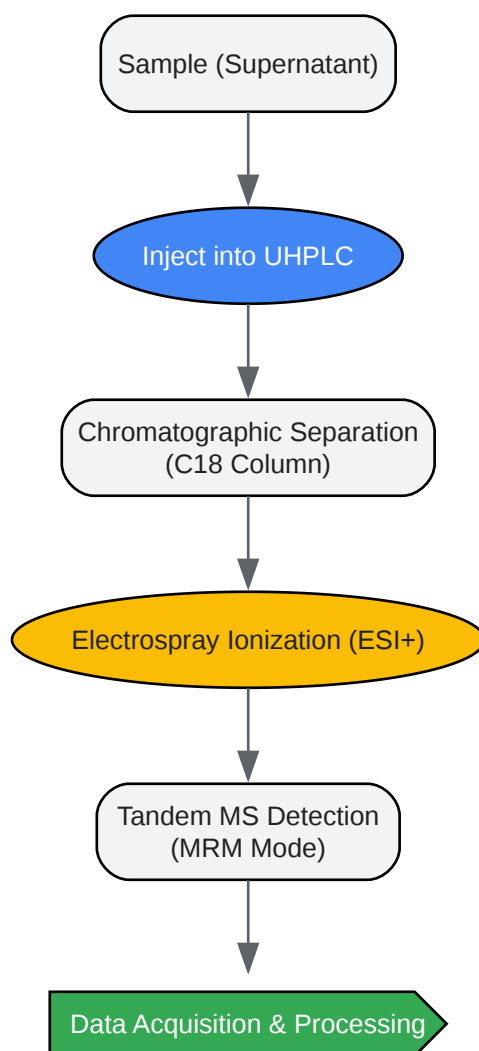 Sample (Supernatant)
Inject into UHPLC
Chromatographic Separation
(C18 Column)
Electrospray Ionization (ESI+)
Tandem MS Detection
(MRM Mode)
Data Acquisition & Processing